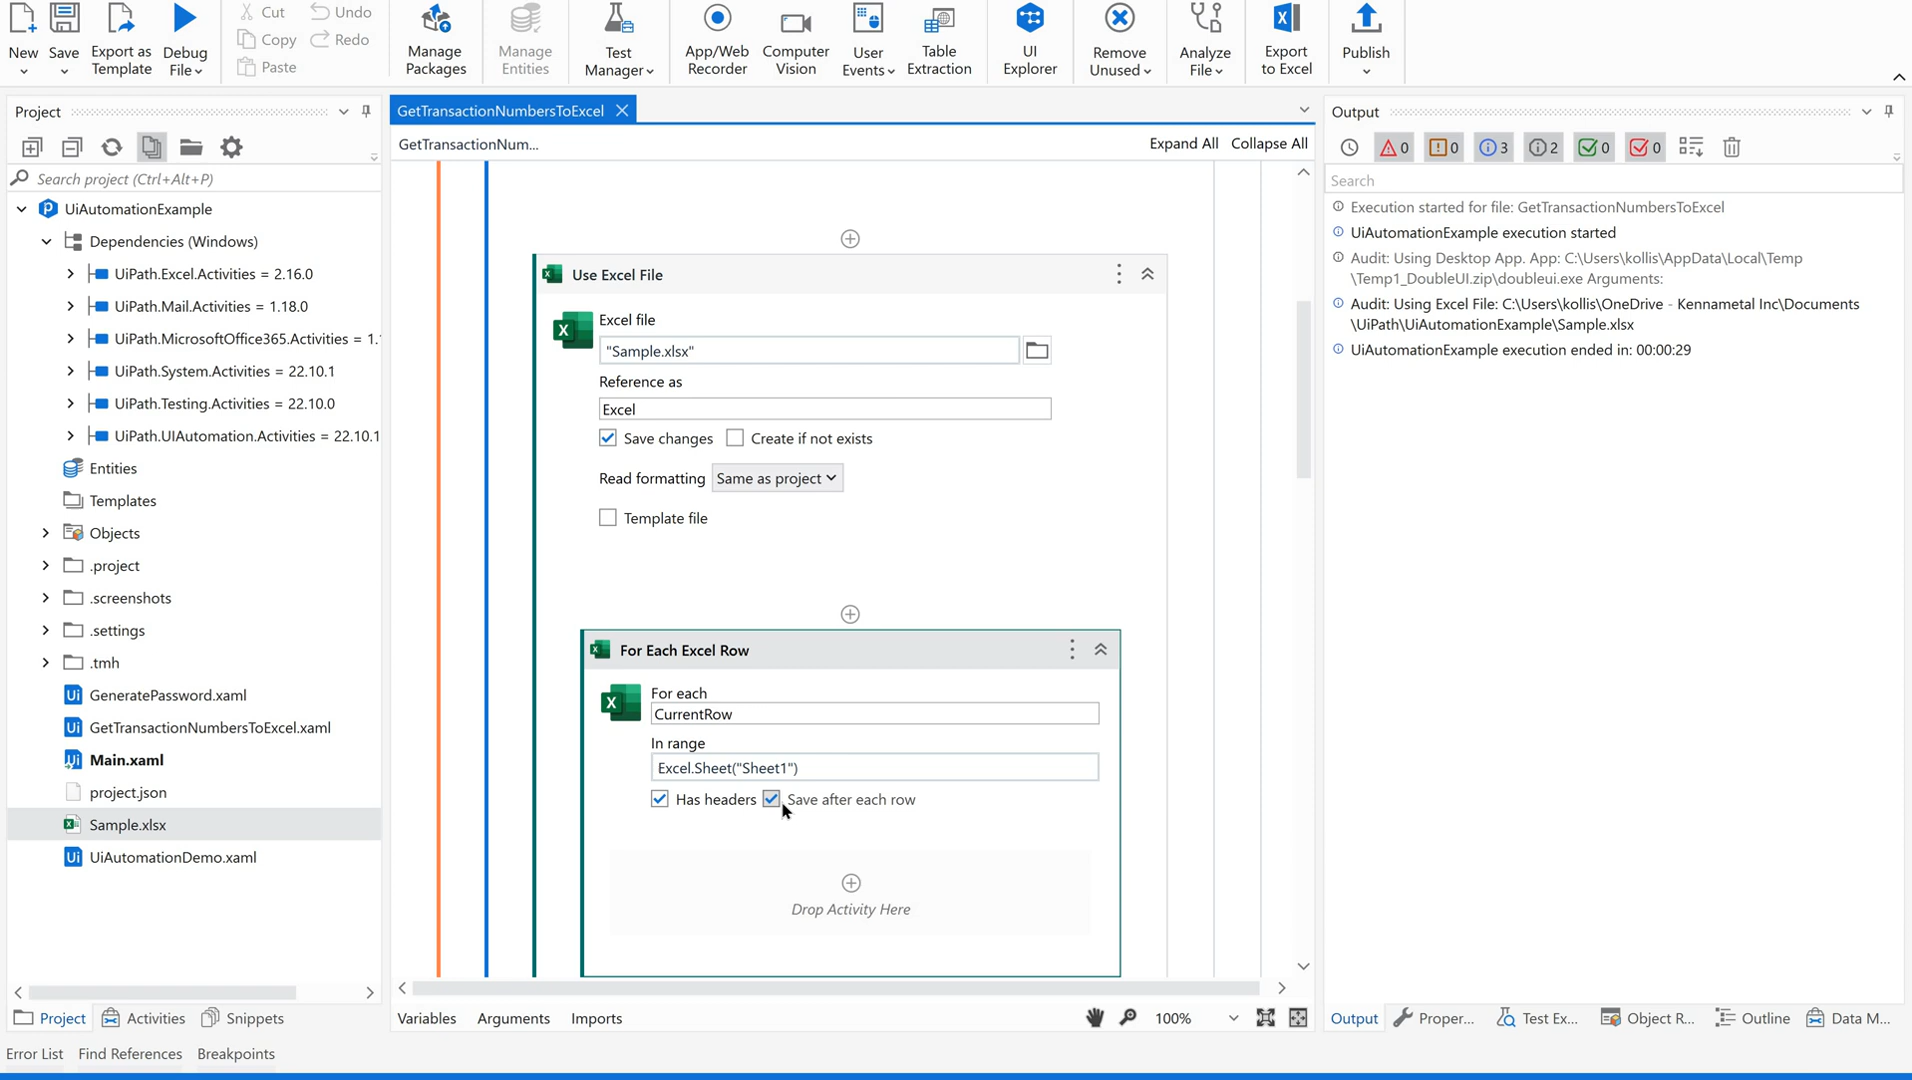 New
Save
Export as
Template
Debug
File
Cut
Copy
Paste
Undo
Redo
Manage
Packages
Manage
Entities
Test
Manager
App/Web
Recorder
Computer
Vision
User
Events
Table
Extraction
UI
Explorer
Remove
Unused
Analyze
File
Export
to Excel
Publish
Project
Search project (Ctrl+Alt+P)
UiAutomationExample
Dependencies (Windows)
UiPath.Excel.Activities = 2.16.0
UiPath.Mail.Activities = 1.18.0
UiPath.MicrosoftOffice365.Activities = 1.
UiPath.System.Activities = 22.10.1
UiPath.Testing.Activities = 22.10.0
UiPath.UIAutomation.Activities = 22.10.1
Entities
Templates
Objects
.project
.screenshots
.settings
.tmh
GeneratePassword.xaml
GetTransactionNumbersToExcel.xaml
Main.xaml
project.json
Sample.xlsx
UiAutomationDemo.xaml
Project
Activities
Snippets
Error List
Find References
Breakpoints
GetTransactionNumbersToExcel
GetTransactionNum...
Expand All
Collapse All
Use Excel File
Excel file
"Sample.xlsx"
Reference as
Excel
Save changes
Create if not exists
Read formatting
Same as project
Template file
For Each Excel Row
For each
CurrentRow
In range
Excel.Sheet("Sheet1")
Has headers
Save after each row
Drop Activity Here
Variables
Arguments
Imports
100%
Output
0
0
3
2
0
0
Search
Execution started for file: GetTransactionNumbersToExcel
UiAutomationExample execution started
Audit: Using Desktop App. App: C:\Users\kollis\AppData\Local\Temp
\Temp1_DoubleUI.zip\doubleui.exe Arguments:
Audit: Using Excel File: C:\Users\kollis\OneDrive - Kennametal Inc\Documents
\UiPath\UiAutomationExample\Sample.xlsx
UiAutomationExample execution ended in: 00:00:29
Output
Proper...
Test Ex...
Object R...
Outline
Data M...